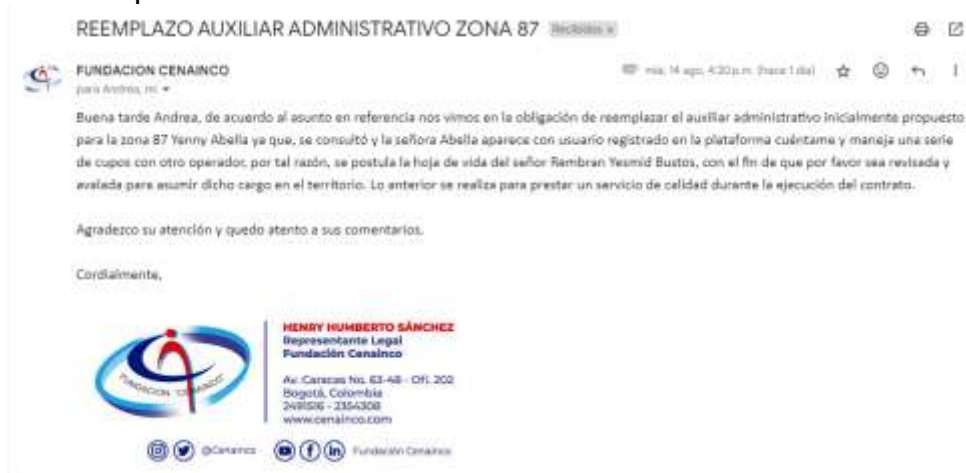 REEMPLAZO AUXILIAR ADMINISTRATIVO ZONA 87 Recibidos x
FUNDACION CENAINCO
mié, 14 ago, 4:20 p.m. (hace 1 día)
para Andrea, mí
Buena tarde Andrea, de acuerdo al asunto en referencia nos vimos en la obligación de reemplazar el auxiliar administrativo inicialmente propuesto
para la zona 87 Yenny Abella ya que, se consultó y la señora Abella aparece con usuario registrado en la plataforma cuéntame y maneja una serie
de cupos con otro operador, por tal razón, se postula la hoja de vida del señor Rembran Yesmid Bustos, con el fin de que por favor sea revisada y
avalada para asumir dicho cargo en el territorio. Lo anterior se realiza para prestar un servicio de calidad durante la ejecución del contrato.
Agradezco su atención y quedo atento a sus comentarios.
Cordialmente,
FUNDACION "CENAINCO"
HENRY HUMBERTO SÁNCHEZ
Representante Legal
Fundación Cenainco
Av. Caracas No. 63-48 - Ofi. 202
Bogotá, Colombia
2491516 - 2354308
www.cenainco.com
@Cenainco
Fundación Cenainco